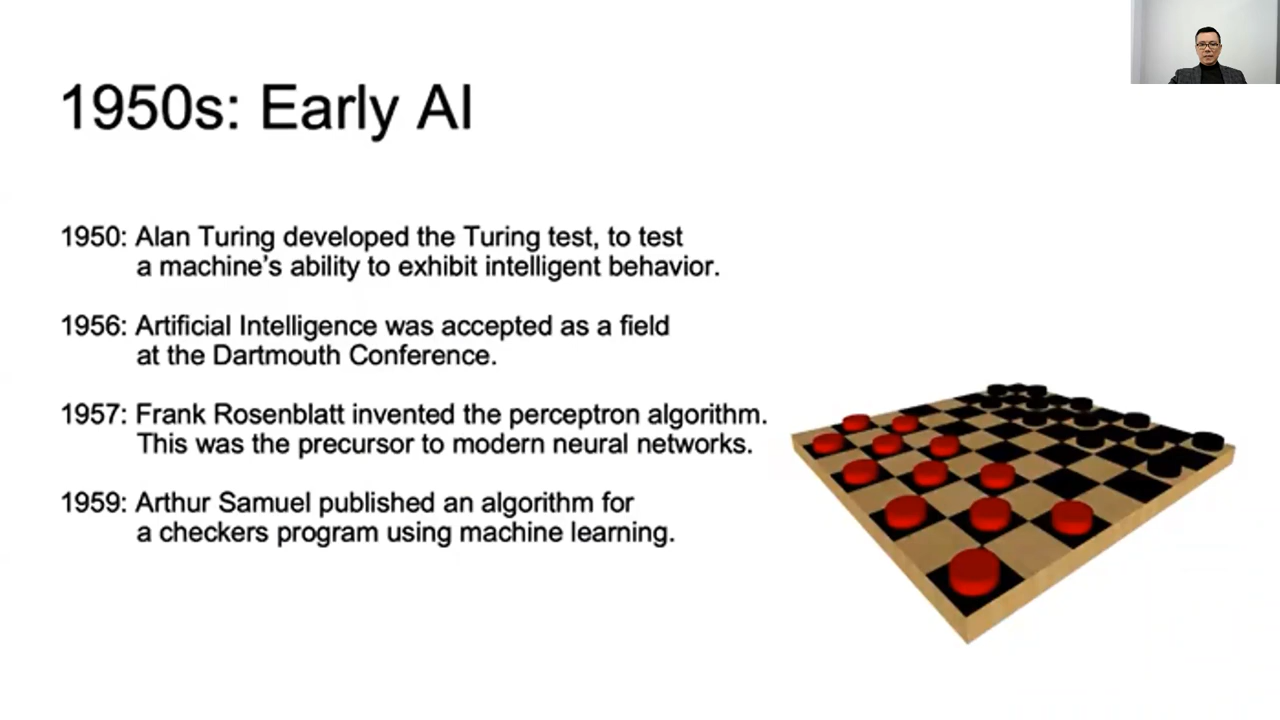 1950s: Early AI
1950: Alan Turing developed the Turing test, to test
a machine’s ability to exhibit intelligent behavior.
1956: Artificial Intelligence was accepted as a field
at the Dartmouth Conference.
1957: Frank Rosenblatt invented the perceptron algorithm.
This was the precursor to modern neural networks.
1959: Arthur Samuel published an algorithm for
a checkers program using machine learning.